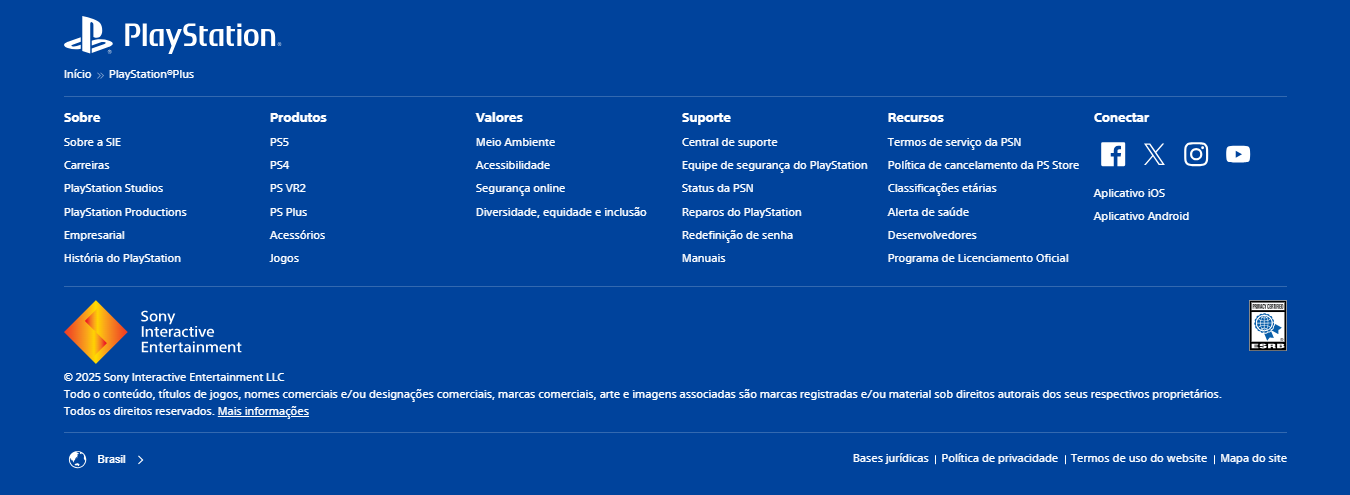 PlayStation®
Início » PlayStation®Plus
Sobre
Sobre a SIE
Carreiras
PlayStation Studios
PlayStation Productions
Empresarial
História do PlayStation
Produtos
PS5
PS4
PS VR2
PS Plus
Acessórios
Jogos
Valores
Meio Ambiente
Acessibilidade
Segurança online
Diversidade, equidade e inclusão
Suporte
Central de suporte
Equipe de segurança do PlayStation
Status da PSN
Reparos do PlayStation
Redefinição de senha
Manuais
Recursos
Termos de serviço da PSN
Política de cancelamento da PS Store
Classificações etárias
Alerta de saúde
Desenvolvedores
Programa de Licenciamento Oficial
Conectar
Aplicativo iOS
Aplicativo Android
Sony
Interactive
Entertainment
PRIVACY CERTIFIED
ESRB
© 2025 Sony Interactive Entertainment LLC
Todo o conteúdo, títulos de jogos, nomes comerciais e/ou designações comerciais, marcas comerciais, arte e imagens associadas são marcas registradas e/ou material sob direitos autorais dos seus respectivos proprietários.
Todos os direitos reservados. Mais informações
Brasil
Bases jurídicas | Política de privacidade | Termos de uso do website | Mapa do site